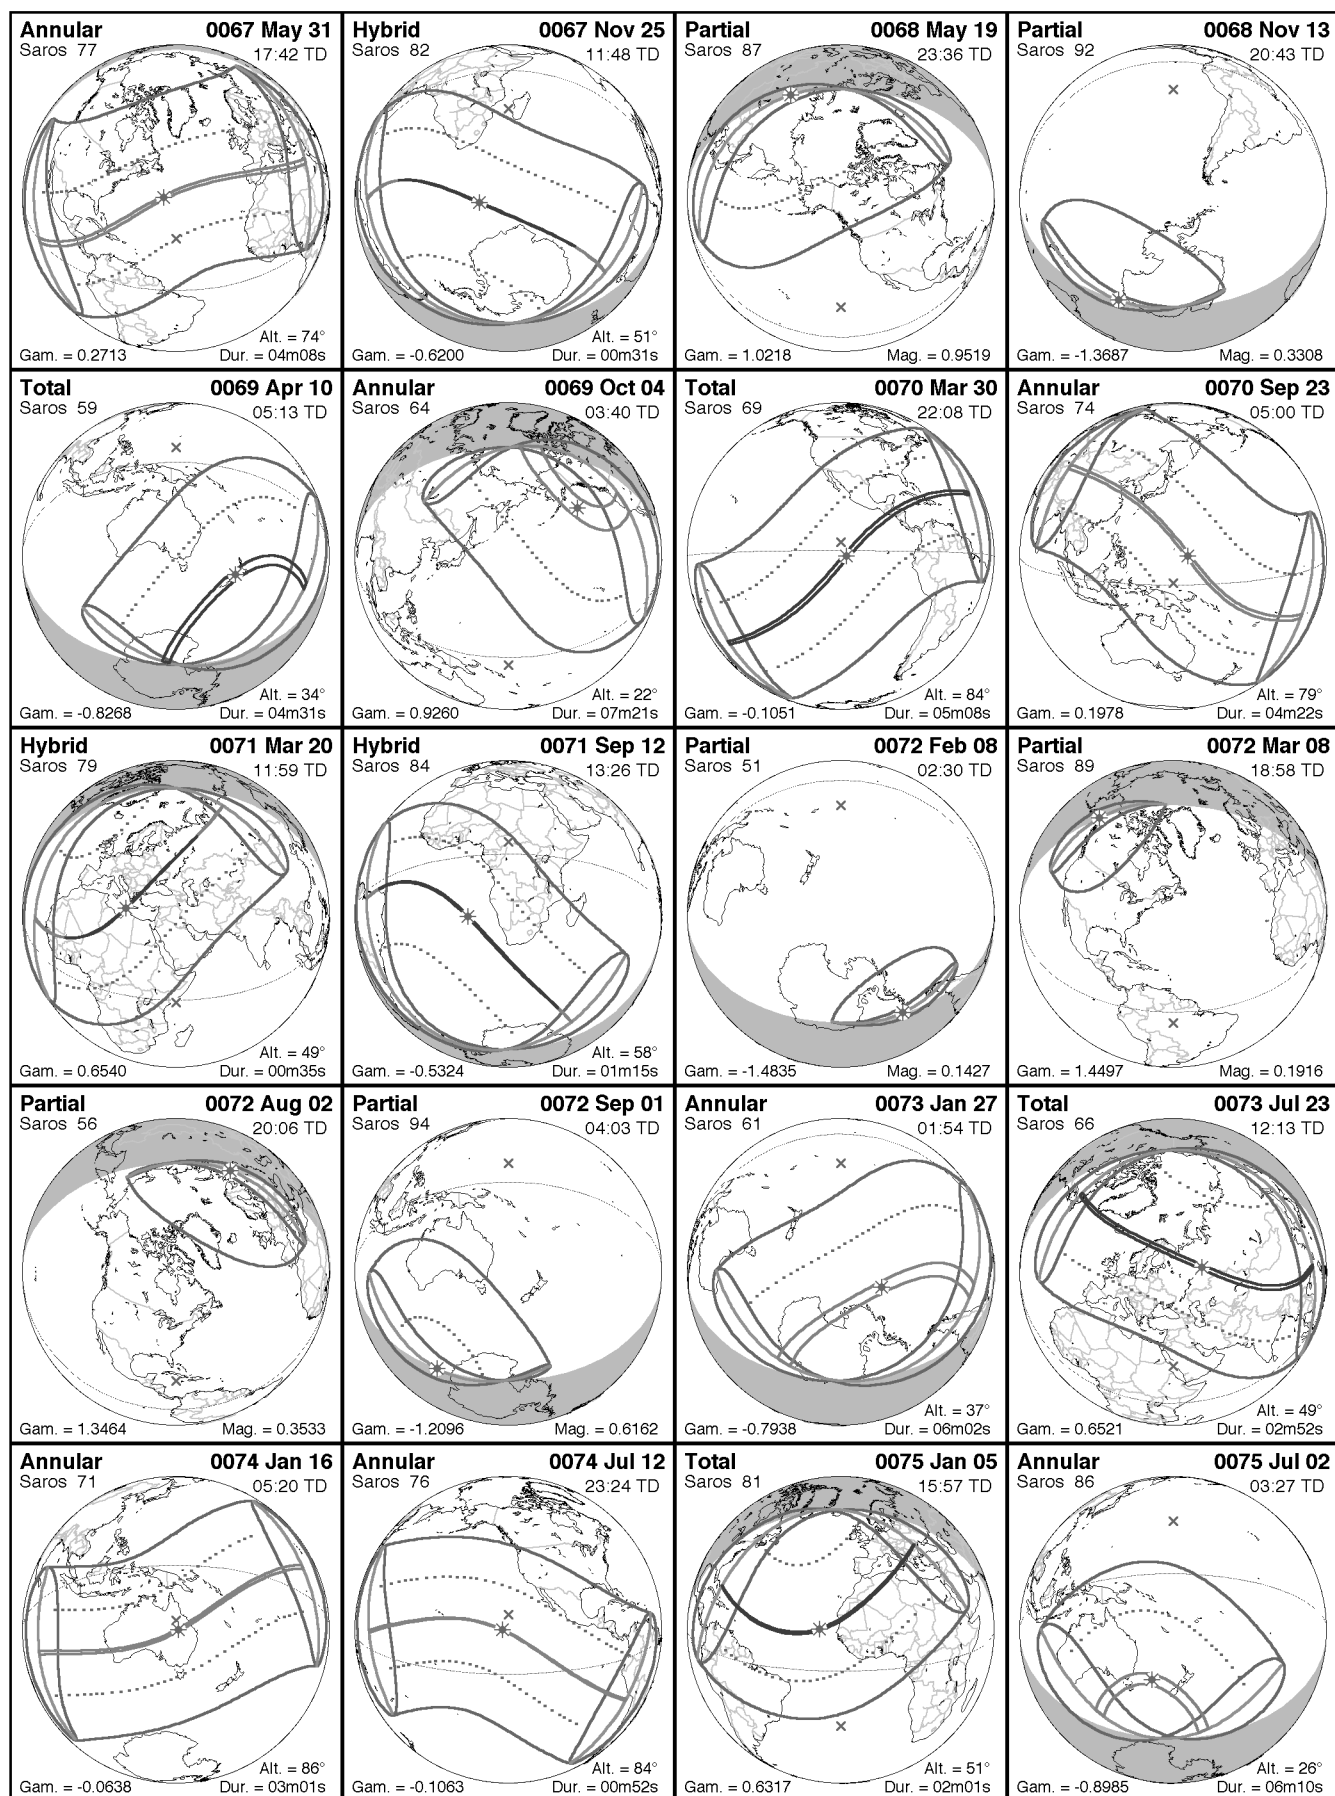 Annular 0067 May 31
Saros 77 17:42 TD
Alt. = 74°
Gam. = 0.2713 Dur. = 04m08s
Hybrid 0067 Nov 25
Saros 82 11:48 TD
Alt. = 51°
Gam. = -0.6200 Dur. = 00m31s
Partial 0068 May 19
Saros 87 23:36 TD
Gam. = 1.0218 Mag. = 0.9519
Partial 0068 Nov 13
Saros 92 20:43 TD
Gam. = -1.3687 Mag. = 0.3308
Total 0069 Apr 10
Saros 59 05:13 TD
Alt. = 34°
Gam. = -0.8268 Dur. = 04m31s
Annular 0069 Oct 04
Saros 64 03:40 TD
Alt. = 22°
Gam. = 0.9260 Dur. = 07m21s
Total 0070 Mar 30
Saros 69 22:08 TD
Alt. = 84°
Gam. = -0.1051 Dur. = 05m08s
Annular 0070 Sep 23
Saros 74 05:00 TD
Alt. = 79°
Gam. = 0.1978 Dur. = 04m22s
Hybrid 0071 Mar 20
Saros 79 11:59 TD
Alt. = 49°
Gam. = 0.6540 Dur. = 00m35s
Hybrid 0071 Sep 12
Saros 84 13:26 TD
Alt. = 58°
Gam. = -0.5324 Dur. = 01m15s
Partial 0072 Feb 08
Saros 51 02:30 TD
Gam. = -1.4835 Mag. = 0.1427
Partial 0072 Mar 08
Saros 89 18:58 TD
Gam. = 1.4497 Mag. = 0.1916
Partial 0072 Aug 02
Saros 56 20:06 TD
Gam. = 1.3464 Mag. = 0.3533
Partial 0072 Sep 01
Saros 94 04:03 TD
Gam. = -1.2096 Mag. = 0.6162
Annular 0073 Jan 27
Saros 61 01:54 TD
Alt. = 37°
Gam. = -0.7938 Dur. = 06m02s
Total 0073 Jul 23
Saros 66 12:13 TD
Alt. = 49°
Gam. = 0.6521 Dur. = 02m52s
Annular 0074 Jan 16
Saros 71 05:20 TD
Alt. = 86°
Gam. = -0.0638 Dur. = 03m01s
Annular 0074 Jul 12
Saros 76 23:24 TD
Alt. = 84°
Gam. = -0.1063 Dur. = 00m52s
Total 0075 Jan 05
Saros 81 15:57 TD
Alt. = 51°
Gam. = 0.6317 Dur. = 02m01s
Annular 0075 Jul 02
Saros 86 03:27 TD
Alt. = 26°
Gam. = -0.8985 Dur. = 06m10s